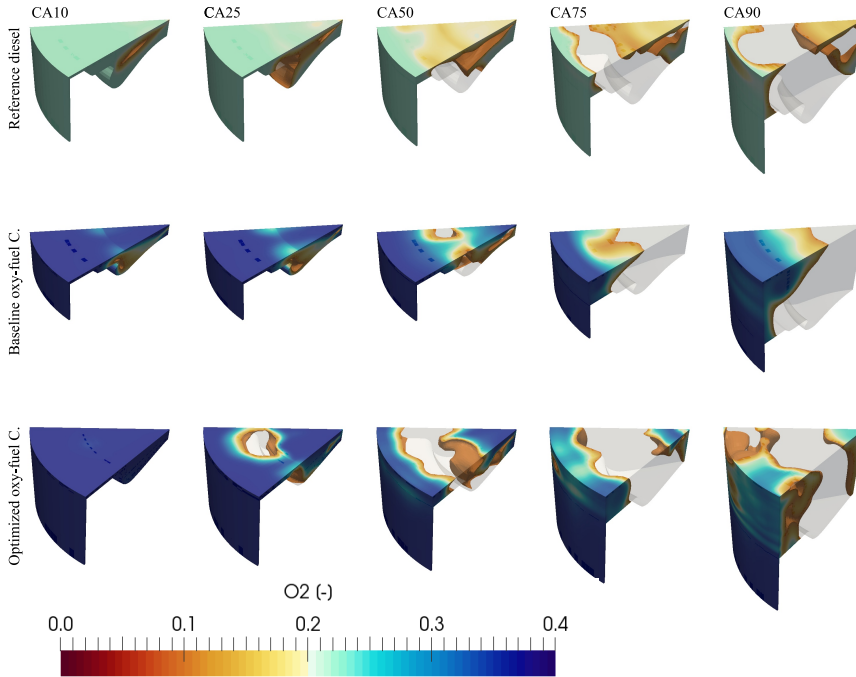 CA10 CA25 CA50 CA75 CA90
Reference diesel
Baseline oxy-fuel C.
Optimized oxy-fuel C.
O2 (-)
0.0 0.1 0.2 0.3 0.4